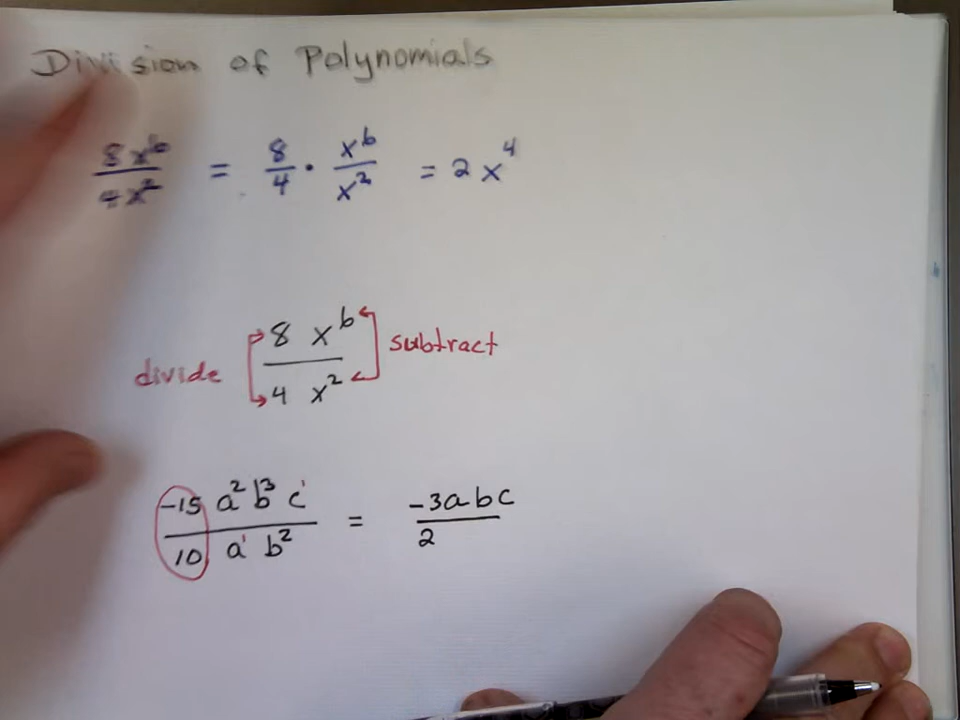 Division of Polynomials
8x^6/4x^2 = 8/4 · x^6/x^2 = 2x^4
divide 8 x^6 / 4 x^2 subtract
-15 a^2 b^3 c^1 / 10 a^1 b^2 = -3abc / 2